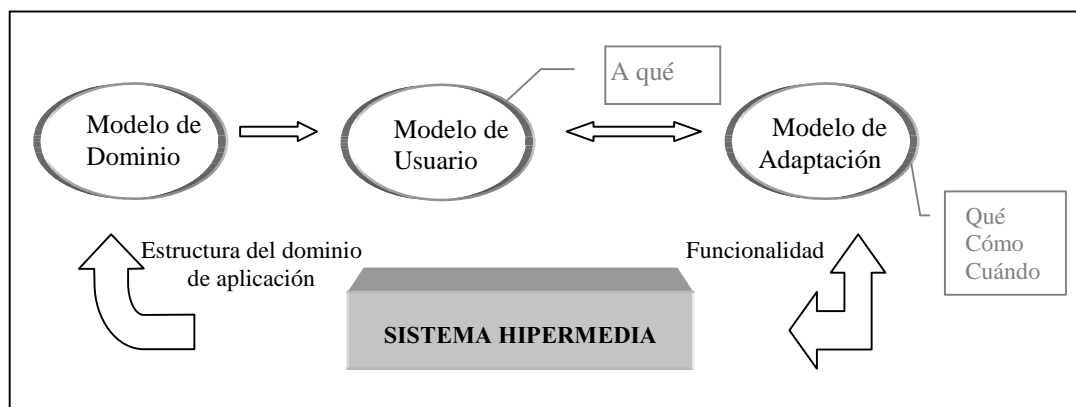 A qué
Modelo de
Dominio
Modelo de
Usuario
Modelo de
Adaptación
Qué
Cómo
Cuándo
Estructura del dominio
de aplicación
Funcionalidad
SISTEMA HIPERMEDIA